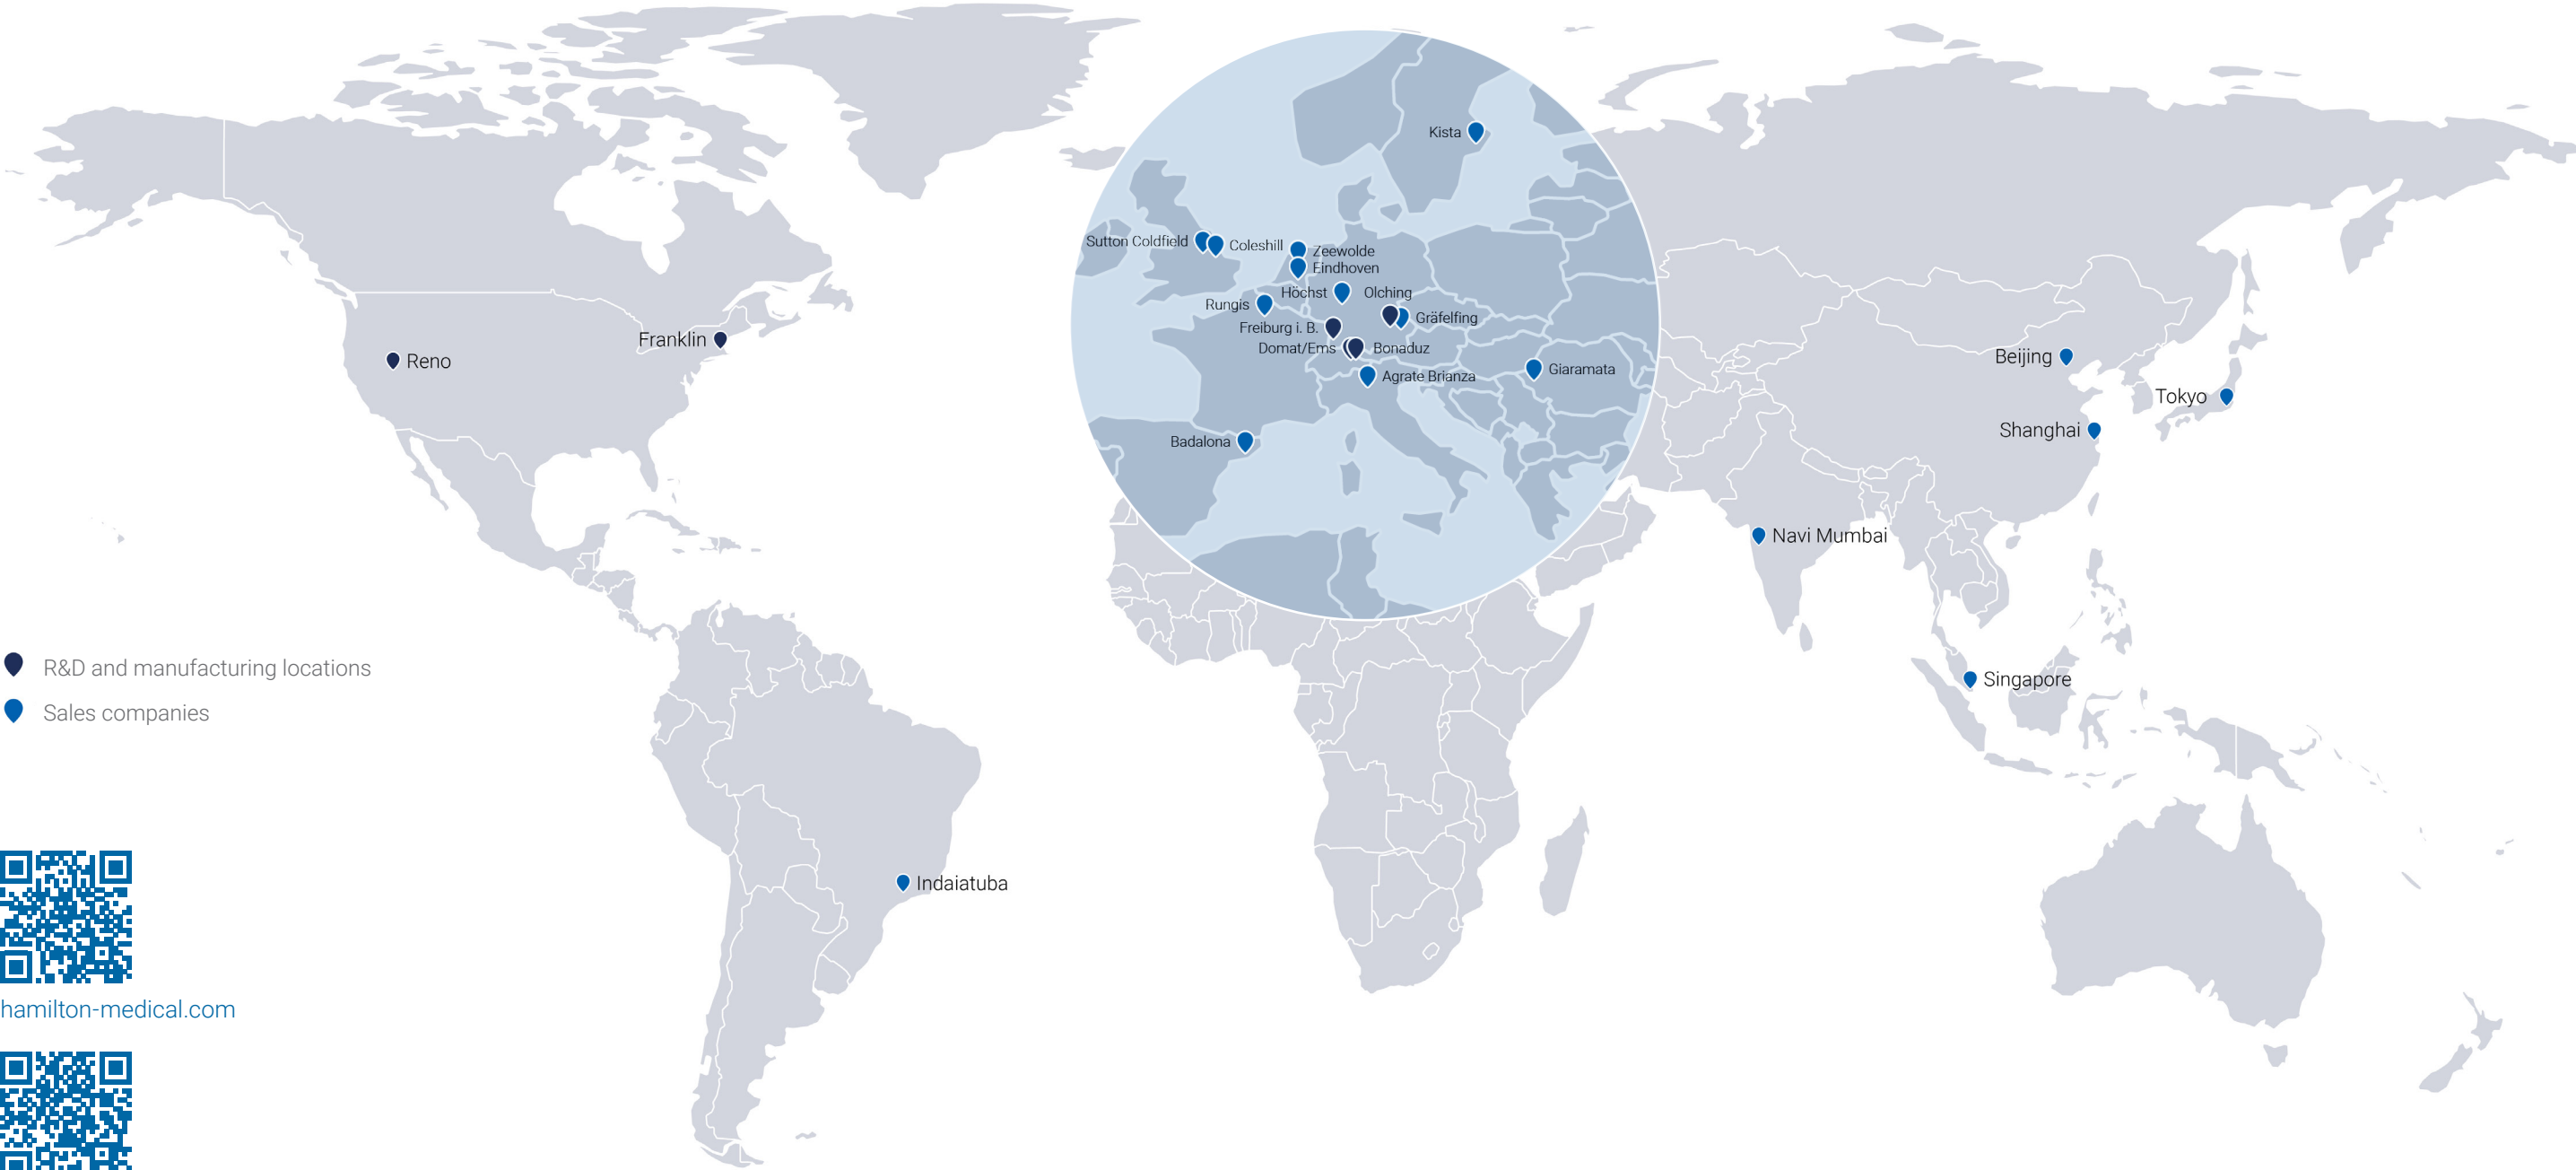 Kista
Sutton Coldfield
Coleshill
Zeewolde
Eindhoven
Höchst
Olching
Rungis
Gräfelfing
Freiburg i. B.
Domat/Ems
Bonaduz
Agrate Brianza
Giaramata
Badalona
Franklin
Reno
Beijing
Tokyo
Shanghai
Navi Mumbai
Singapore
Indaiatuba
R&D and manufacturing locations
Sales companies
hamilton-medical.com